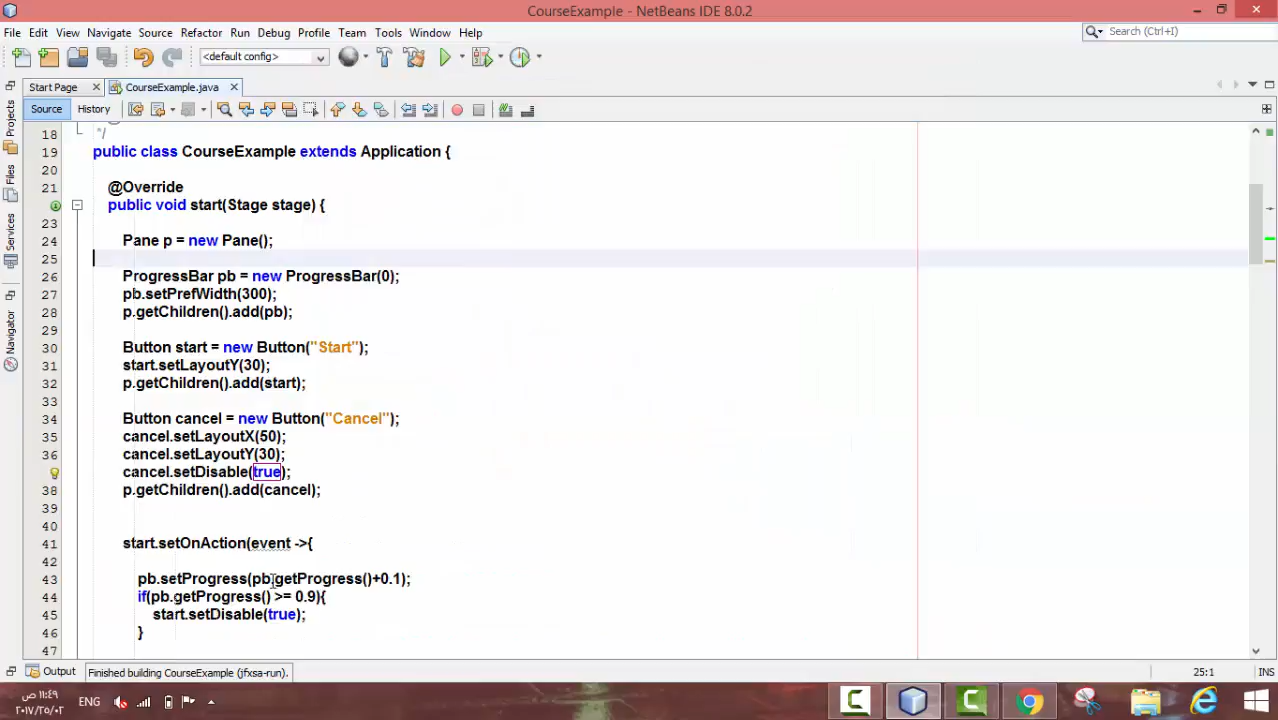 CourseExample - NetBeans IDE 8.0.2
File Edit View Navigate Source Refactor Run Debug Profile Team Tools Window Help
Search (Ctrl+I)
<default config>
Start Page
CourseExample.java
Source History
Projects
Files
Services
Navigator
18 */
19 public class CourseExample extends Application {
20
21 @Override
public void start(Stage stage) {
23
24 Pane p = new Pane();
25
26 ProgressBar pb = new ProgressBar(0);
27 pb.setPrefWidth(300);
28 p.getChildren().add(pb);
29
30 Button start = new Button("Start");
31 start.setLayoutY(30);
32 p.getChildren().add(start);
33
34 Button cancel = new Button("Cancel");
35 cancel.setLayoutX(50);
36 cancel.setLayoutY(30);
cancel.setDisable(true);
38 p.getChildren().add(cancel);
39
40
41 start.setOnAction(event ->{
42
43 pb.setProgress(pb.getProgress()+0.1);
44 if(pb.getProgress() >= 0.9){
45 start.setDisable(true);
46 }
47
Output
Finished building CourseExample (jfxsa-run).
25:1
INS
ENG
١١:٤٩ ص